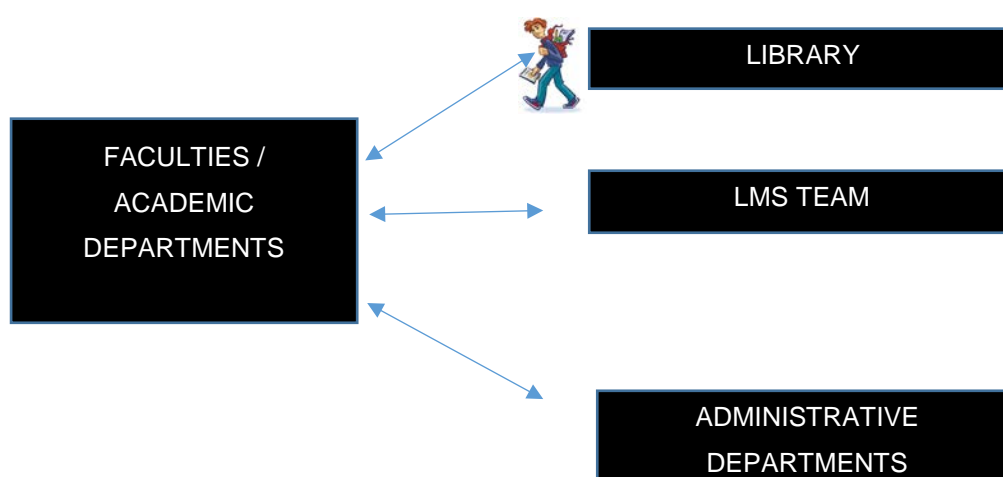 LIBRARY
FACULTIES /
ACADEMIC
DEPARTMENTS
LMS TEAM
ADMINISTRATIVE
DEPARTMENTS